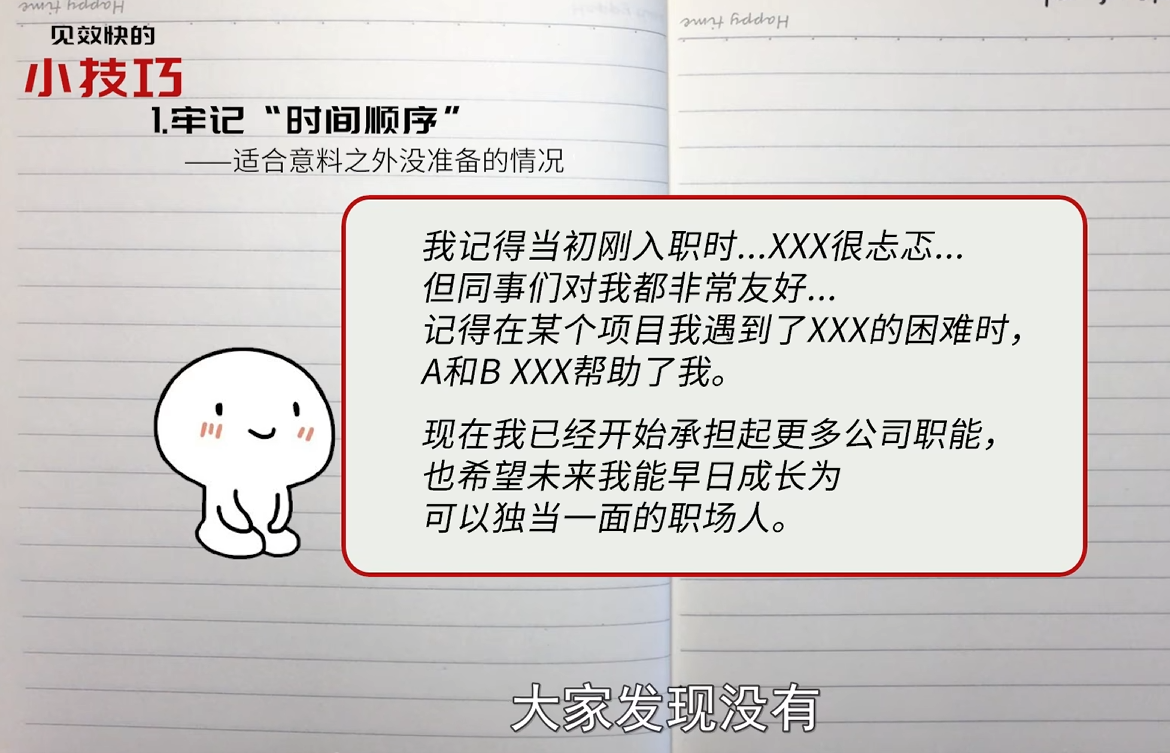 Happy time
Happy time
见效快的
小技巧
1.牢记“时间顺序”
——适合意料之外没准备的情况
我记得当初刚入职时...XXX很忐忑...
但同事们对我都非常友好...
记得在某个项目我遇到了XXX的困难时，
A和B XXX帮助了我。
现在我已经开始承担起更多公司职能，
也希望未来我能早日成长为
可以独当一面的职场人。
大家发现没有